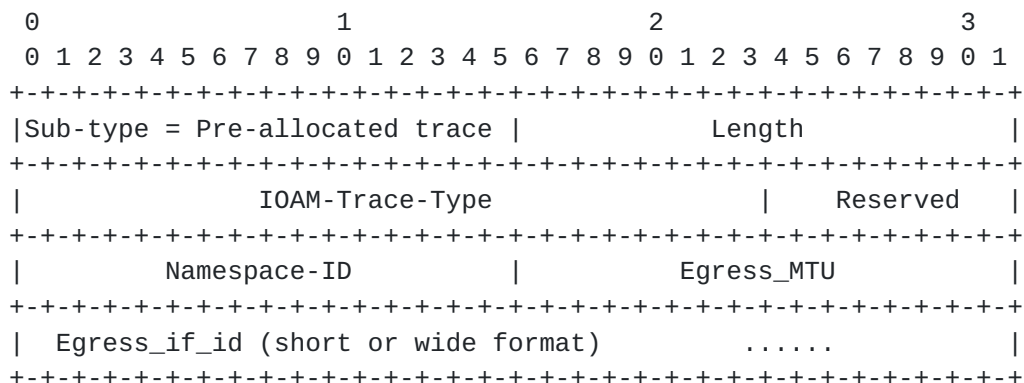 0                   1                   2                   3
 0 1 2 3 4 5 6 7 8 9 0 1 2 3 4 5 6 7 8 9 0 1 2 3 4 5 6 7 8 9 0 1
+-+-+-+-+-+-+-+-+-+-+-+-+-+-+-+-+-+-+-+-+-+-+-+-+-+-+-+-+-+-+-+-+
|Sub-type = Pre-allocated trace |            Length             |
+-+-+-+-+-+-+-+-+-+-+-+-+-+-+-+-+-+-+-+-+-+-+-+-+-+-+-+-+-+-+-+-+
|               IOAM-Trace-Type                 |    Reserved   |
+-+-+-+-+-+-+-+-+-+-+-+-+-+-+-+-+-+-+-+-+-+-+-+-+-+-+-+-+-+-+-+-+
|         Namespace-ID          |          Egress_MTU           |
+-+-+-+-+-+-+-+-+-+-+-+-+-+-+-+-+-+-+-+-+-+-+-+-+-+-+-+-+-+-+-+-+
|  Egress_if_id (short or wide format)         ......           |
+-+-+-+-+-+-+-+-+-+-+-+-+-+-+-+-+-+-+-+-+-+-+-+-+-+-+-+-+-+-+-+-+